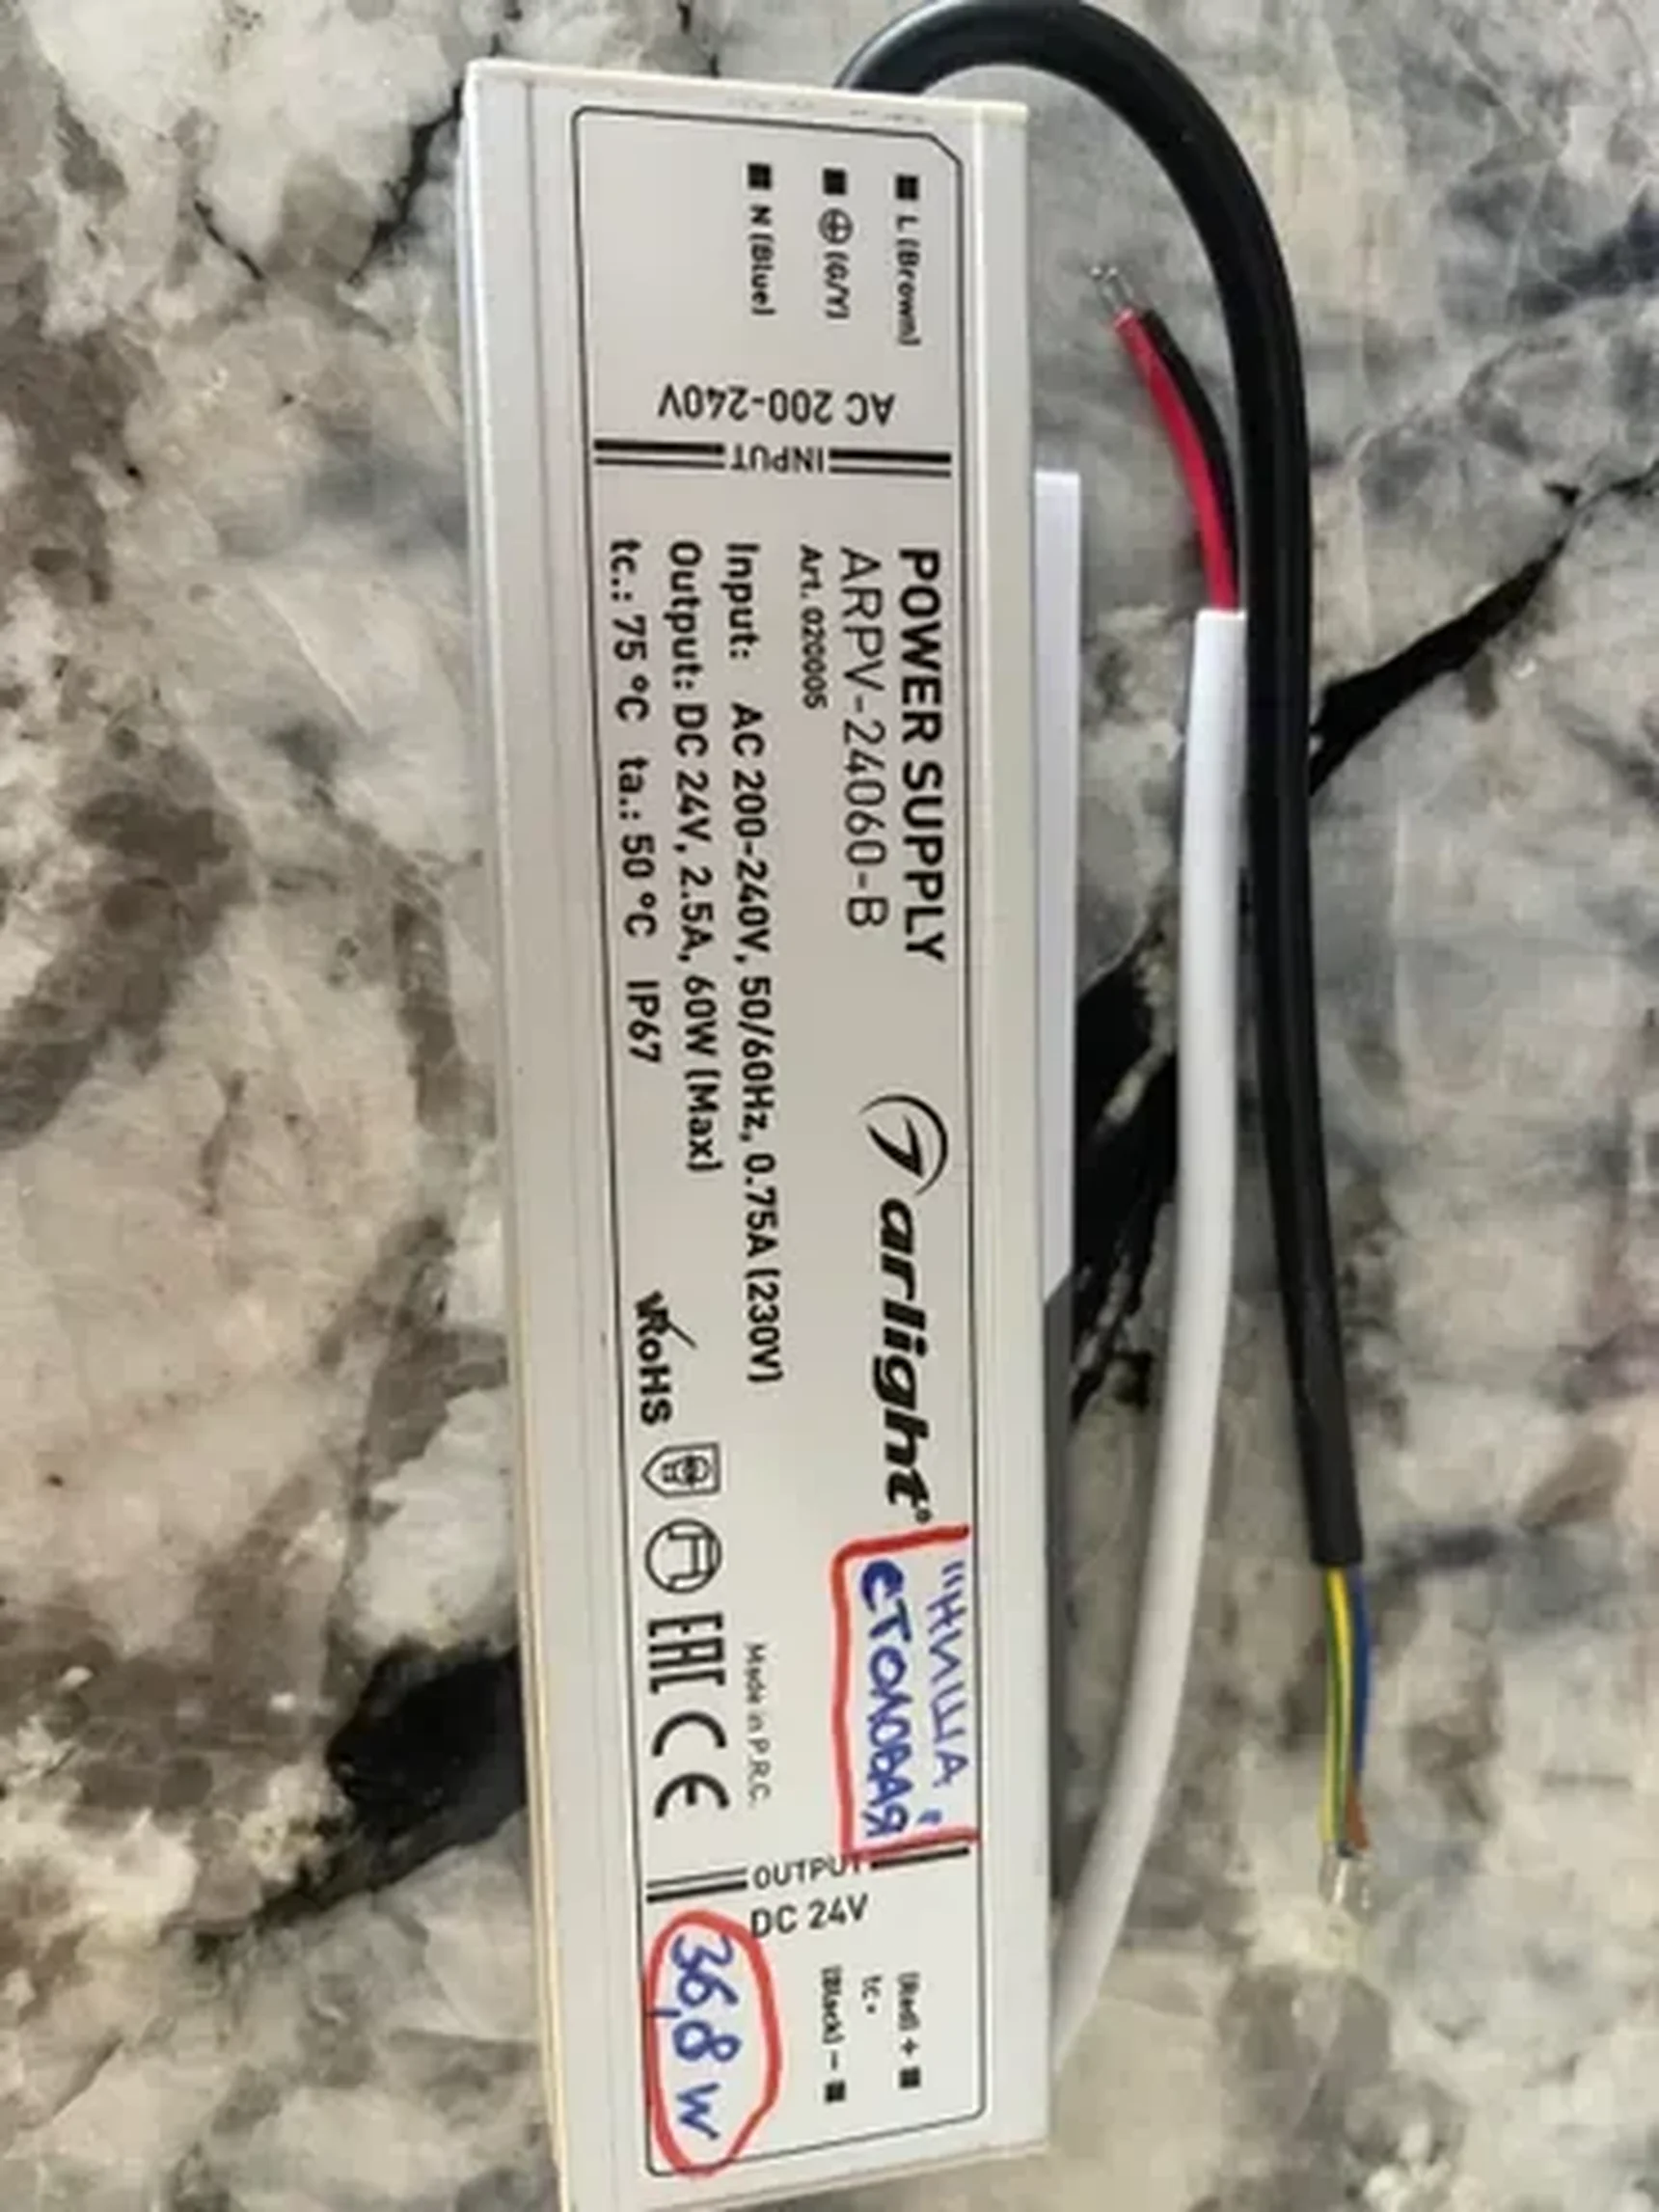 L (Brown)
(G/Y)
N (Blue)
AC 200-240V
INPUT
POWER SUPPLY
ARPV-24060-B
Art. 020005
Input: AC 200-240V, 50/60Hz, 0.75A (230V)
Output: DC 24V, 2.5A, 60W (Max)
tc.: 75 °C ta.: 50 °C IP67
arlight®
RoHS
EAC CE
Made in P.R.C.
"НИША
СТОЛОВАЯ"
OUTPUT
DC 24V
(Red) +
tc•
(Black) −
36,8 W